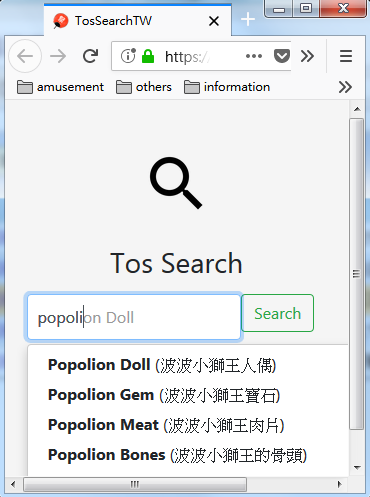 TosSearchTW
https:/
amusement others information
Tos Search
popolion Doll
Search
Popolion Doll (波波小獅王人偶)
Popolion Gem (波波小獅王寶石)
Popolion Meat (波波小獅王肉片)
Popolion Bones (波波小獅王的骨頭)